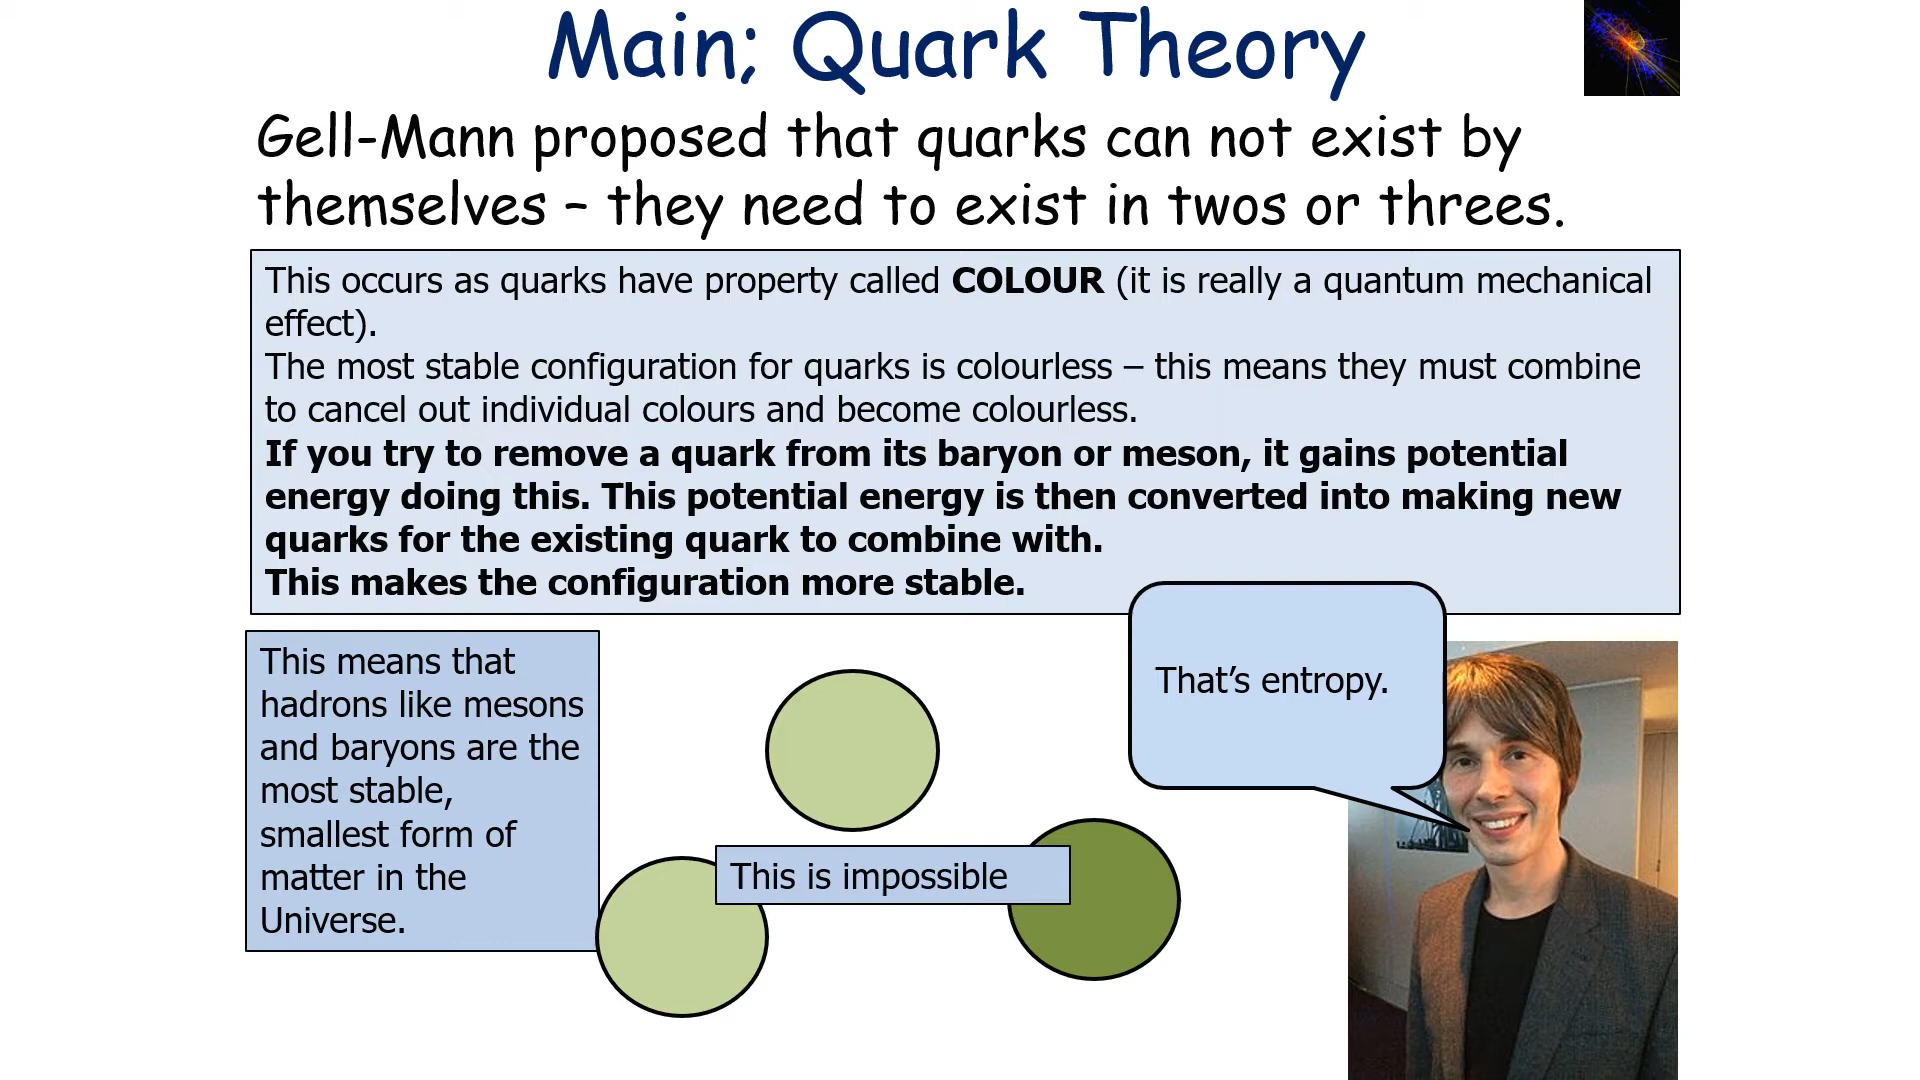 Main; Quark Theory
Gell-Mann proposed that quarks can not exist by
themselves – they need to exist in twos or threes.
This occurs as quarks have property called COLOUR (it is really a quantum mechanical
effect).
The most stable configuration for quarks is colourless – this means they must combine
to cancel out individual colours and become colourless.
If you try to remove a quark from its baryon or meson, it gains potential
energy doing this. This potential energy is then converted into making new
quarks for the existing quark to combine with.
This makes the configuration more stable.
This means that
hadrons like mesons
and baryons are the
most stable,
smallest form of
matter in the
Universe.
This is impossible
That’s entropy.